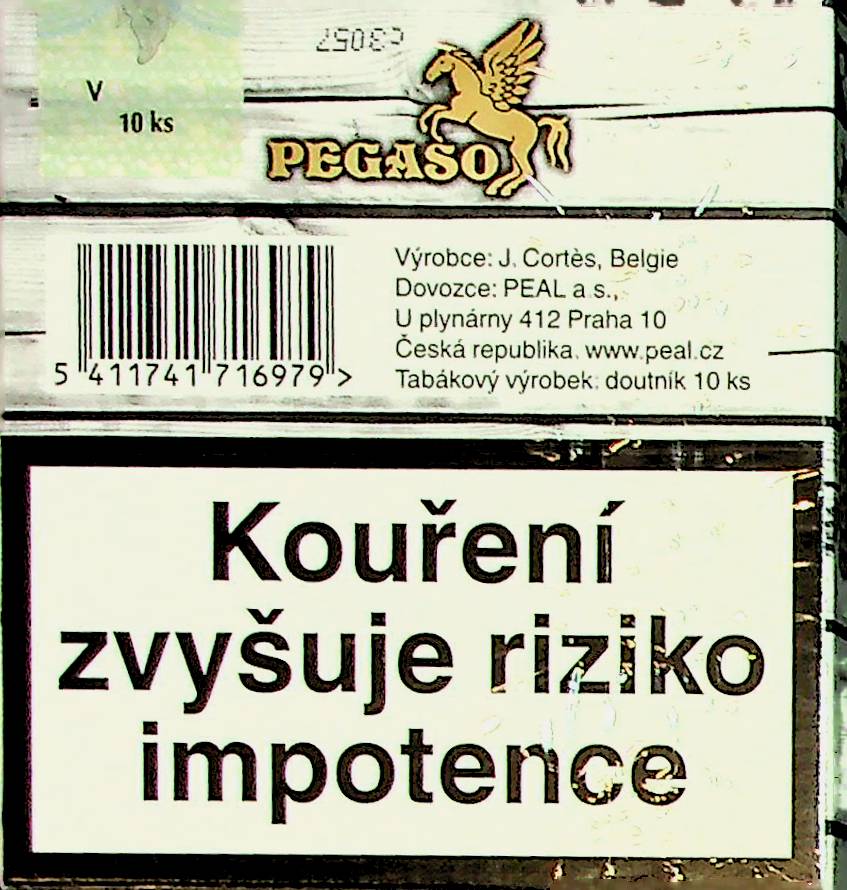 V
10 ks
PEGASO
Výrobce: J. Cortès, Belgie
Dovozce: PEAL a.s.,
U plynárny 412 Praha 10
Česká republika, www.peal.cz
Tabákový výrobek: doutník 10 ks
5 411741 716979 >
Kouření
zvyšuje riziko
impotence